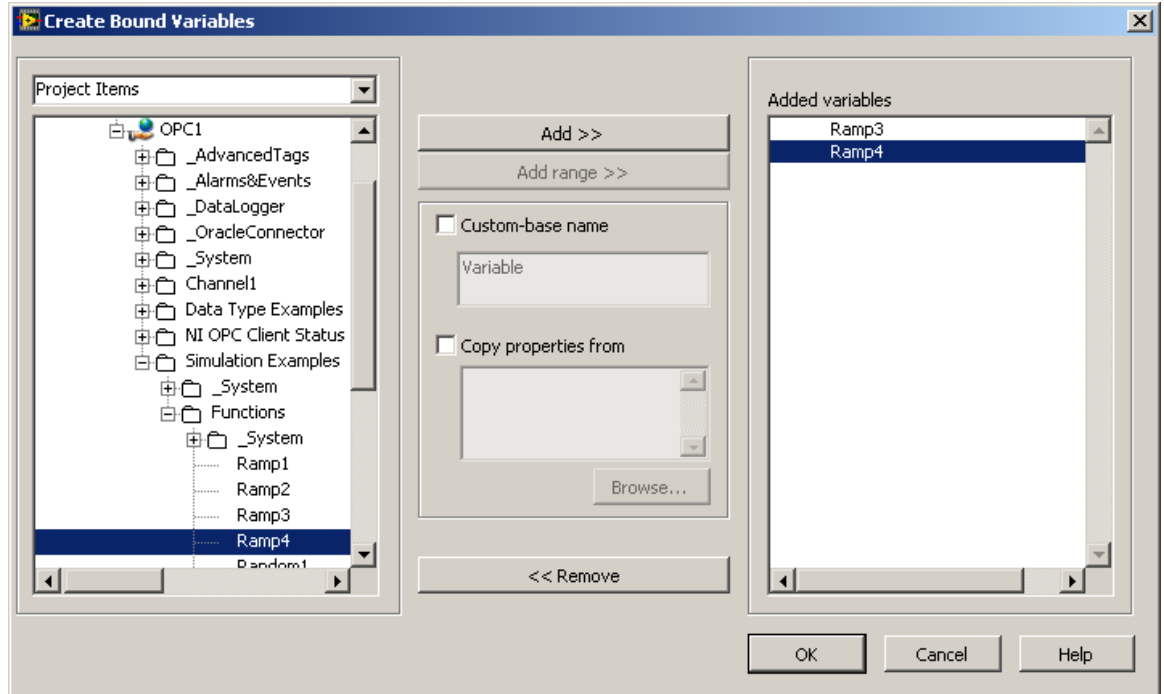 Create Bound Variables
Project Items
OPC1
_AdvancedTags
_Alarms&Events
_DataLogger
_OracleConnector
_System
Channel1
Data Type Examples
NI OPC Client Status
Simulation Examples
_System
Functions
_System
Ramp1
Ramp2
Ramp3
Ramp4
Random1
Add >>
Add range >>
Custom-base name
Variable
Copy properties from
Browse...
<< Remove
Added variables
Ramp3
Ramp4
OK
Cancel
Help